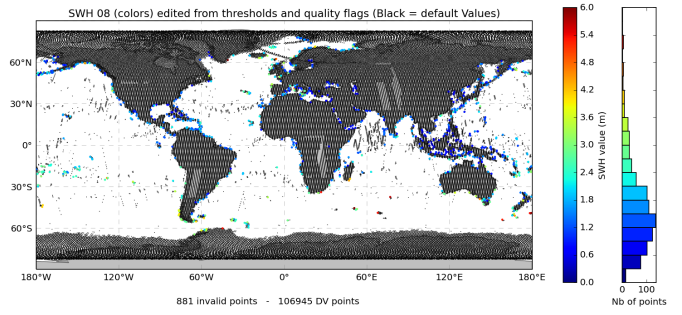 SWH 08 (colors) edited from thresholds and quality flags (Black = default Values)
60°N
30°N
0°
30°S
60°S
180°W
120°W
60°W
0°
60°E
120°E
180°E
881 invalid points - 106945 DV points
6.0
5.4
4.8
4.2
3.6
3.0
2.4
1.8
1.2
0.6
0.0
SWH value (m)
0
100
Nb of points